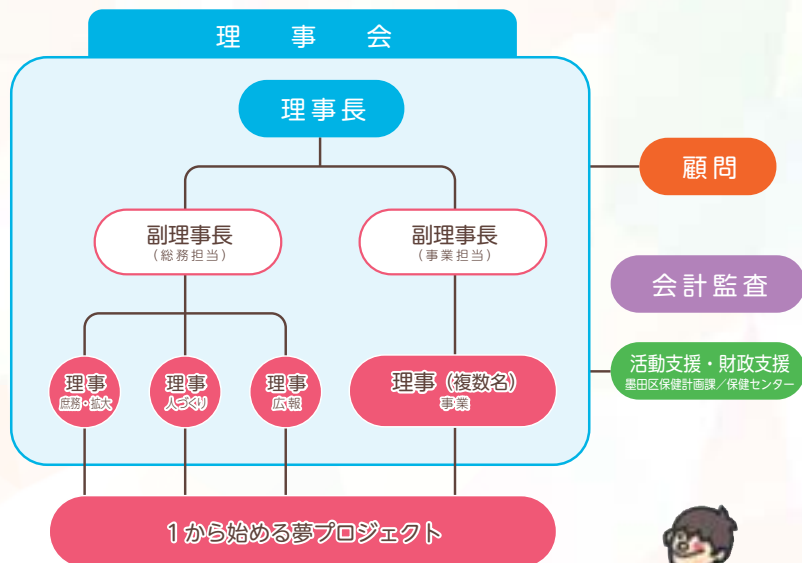 理事会
理事長
顧問
副理事長
（総務担当）
副理事長
（事業担当）
会計監査
活動支援・財政支援
墨田区保健計画課／保健センター
理事
庶務・拡大
理事
人づくり
理事
広報
理事（複数名）
事業
1から始める夢プロジェクト